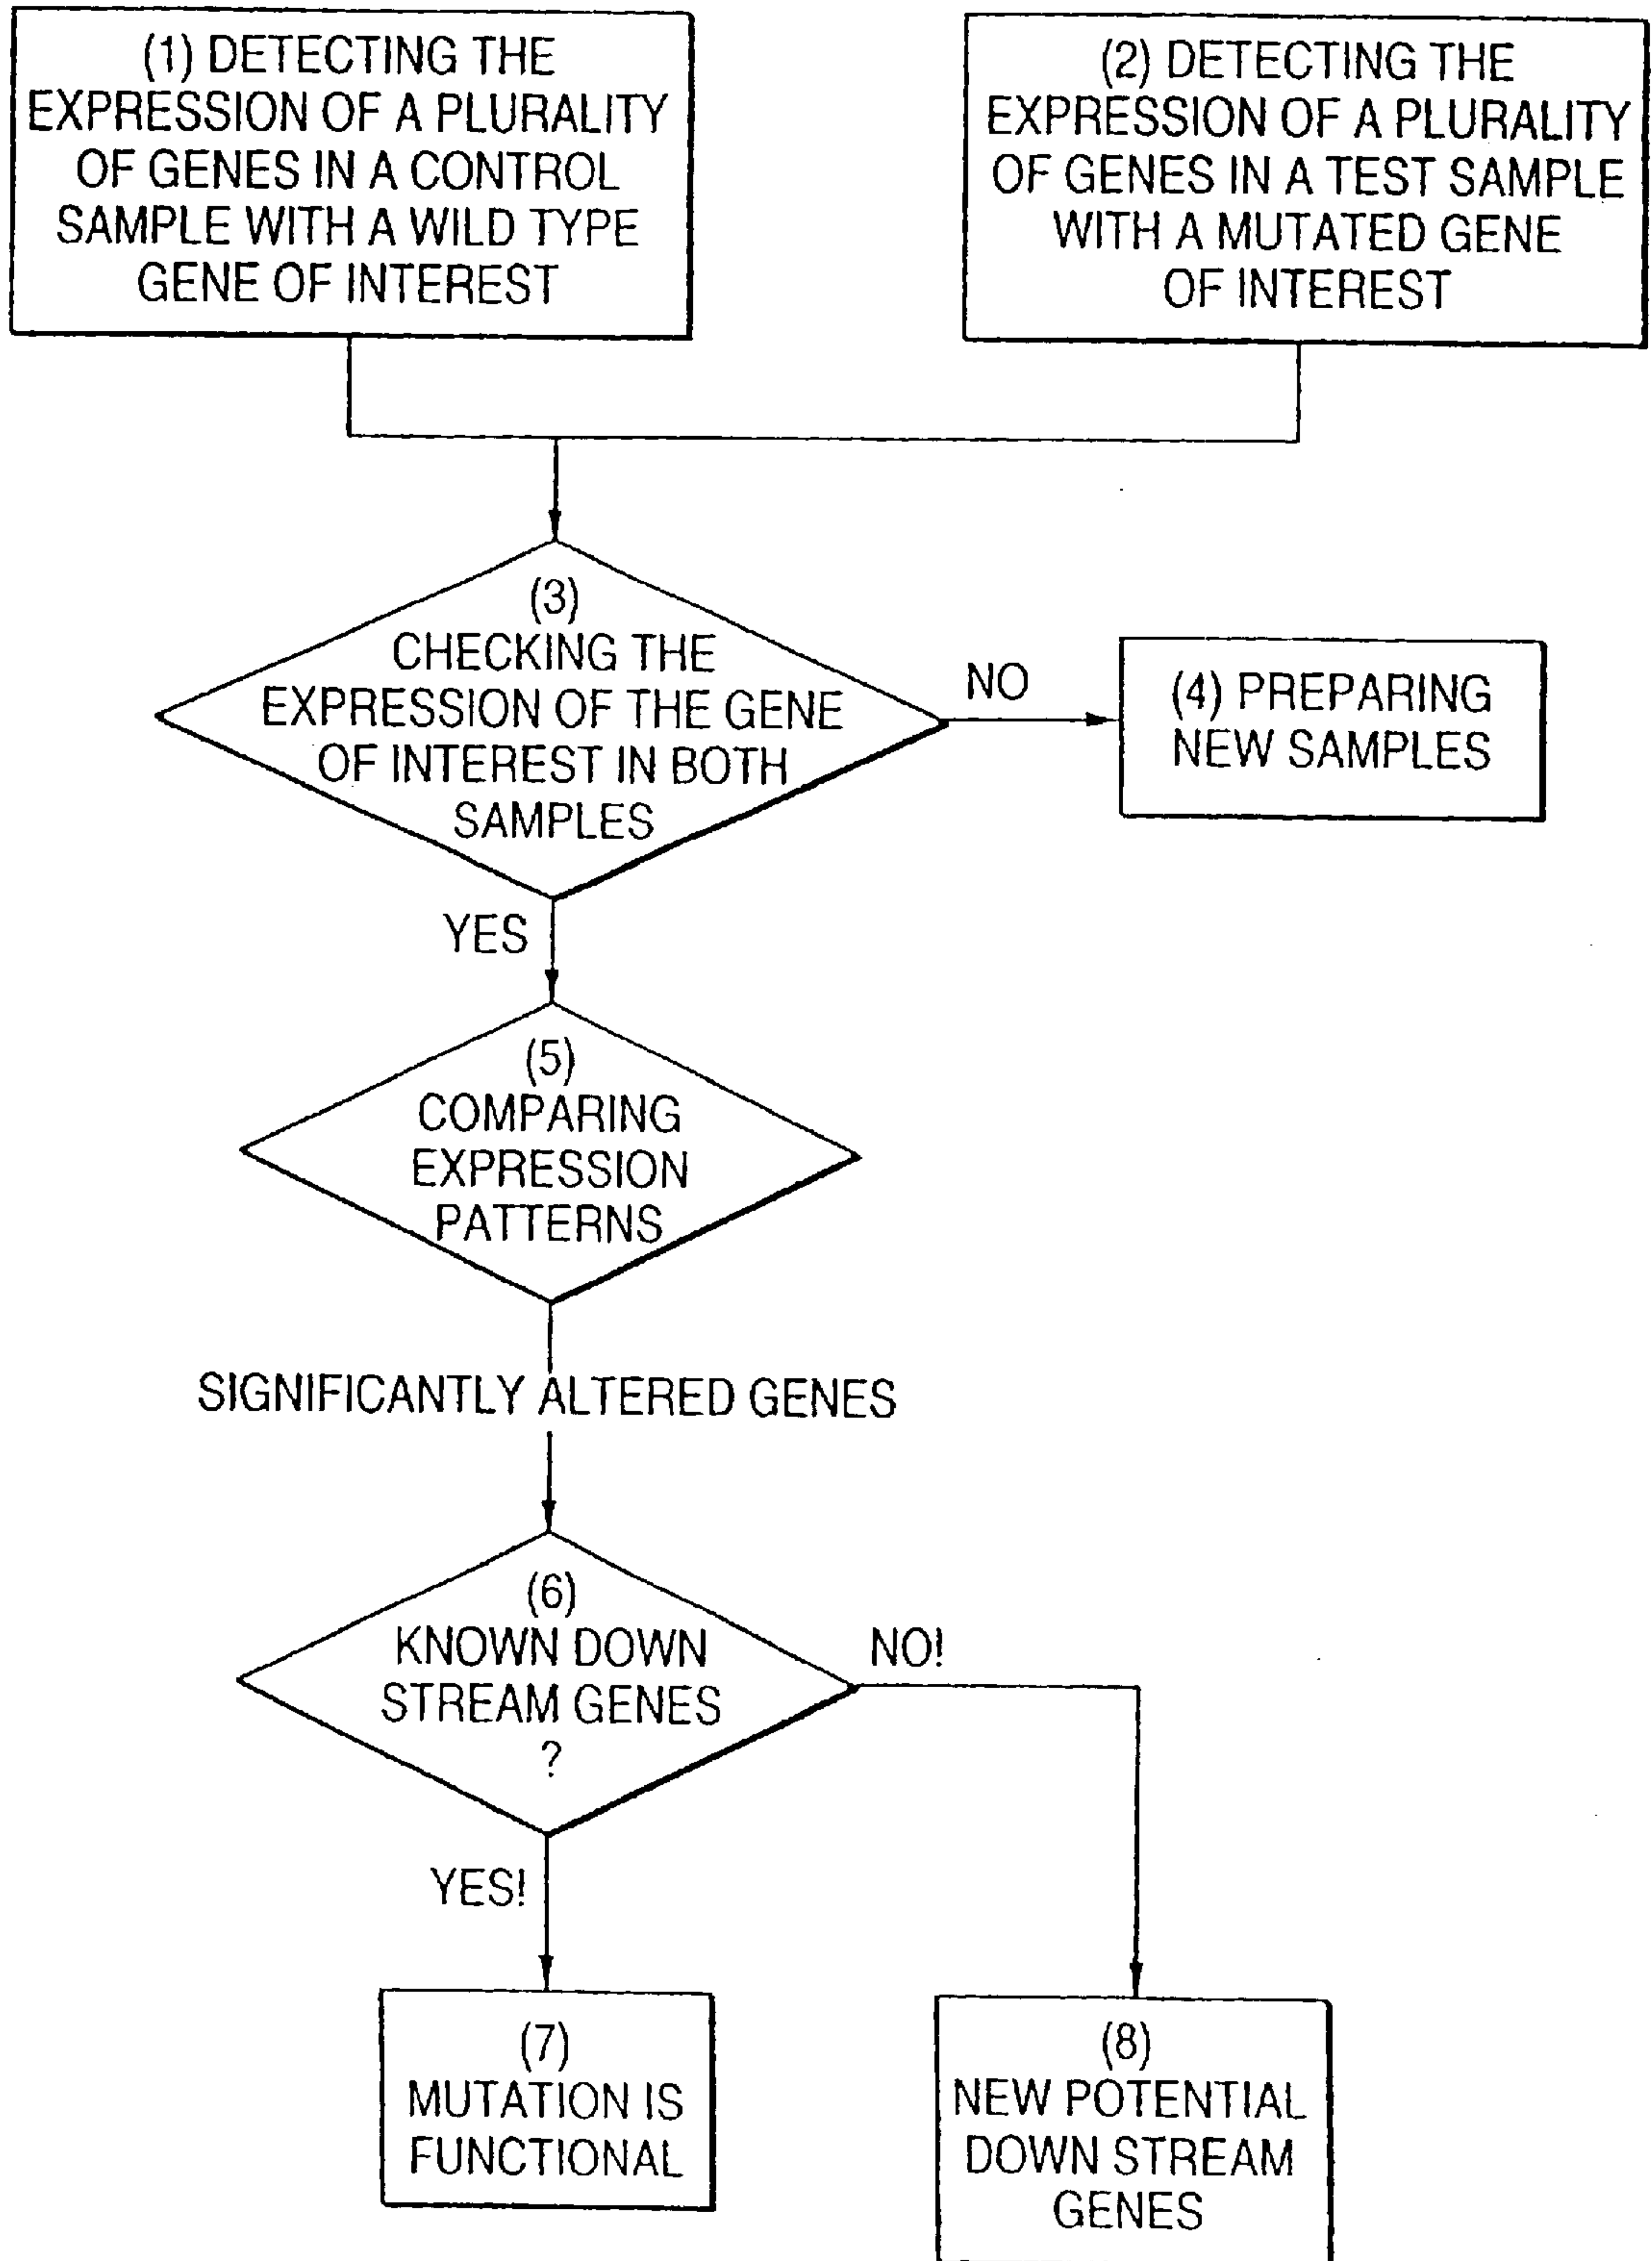 (1) DETECTING THE
EXPRESSION OF A PLURALITY
OF GENES IN A CONTROL
SAMPLE WITH A WILD TYPE
GENE OF INTEREST
(2) DETECTING THE
EXPRESSION OF A PLURALITY
OF GENES IN A TEST SAMPLE
WITH A MUTATED GENE
OF INTEREST
(3)
CHECKING THE
EXPRESSION OF THE GENE
OF INTEREST IN BOTH
SAMPLES
NO
(4) PREPARING
NEW SAMPLES
YES
(5)
COMPARING
EXPRESSION
PATTERNS
SIGNIFICANTLY ALTERED GENES
(6)
KNOWN DOWN
STREAM GENES
?
NO!
YES!
(7)
MUTATION IS
FUNCTIONAL
(8)
NEW POTENTIAL
DOWN STREAM
GENES